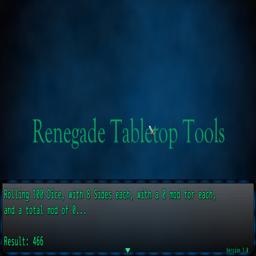 Renegade Tabletop Tools
Rolling 100 Dice, with 8 Sides each, with a 0 mod for each,
and a total mod of 0...
Result: 466
Version 1.0